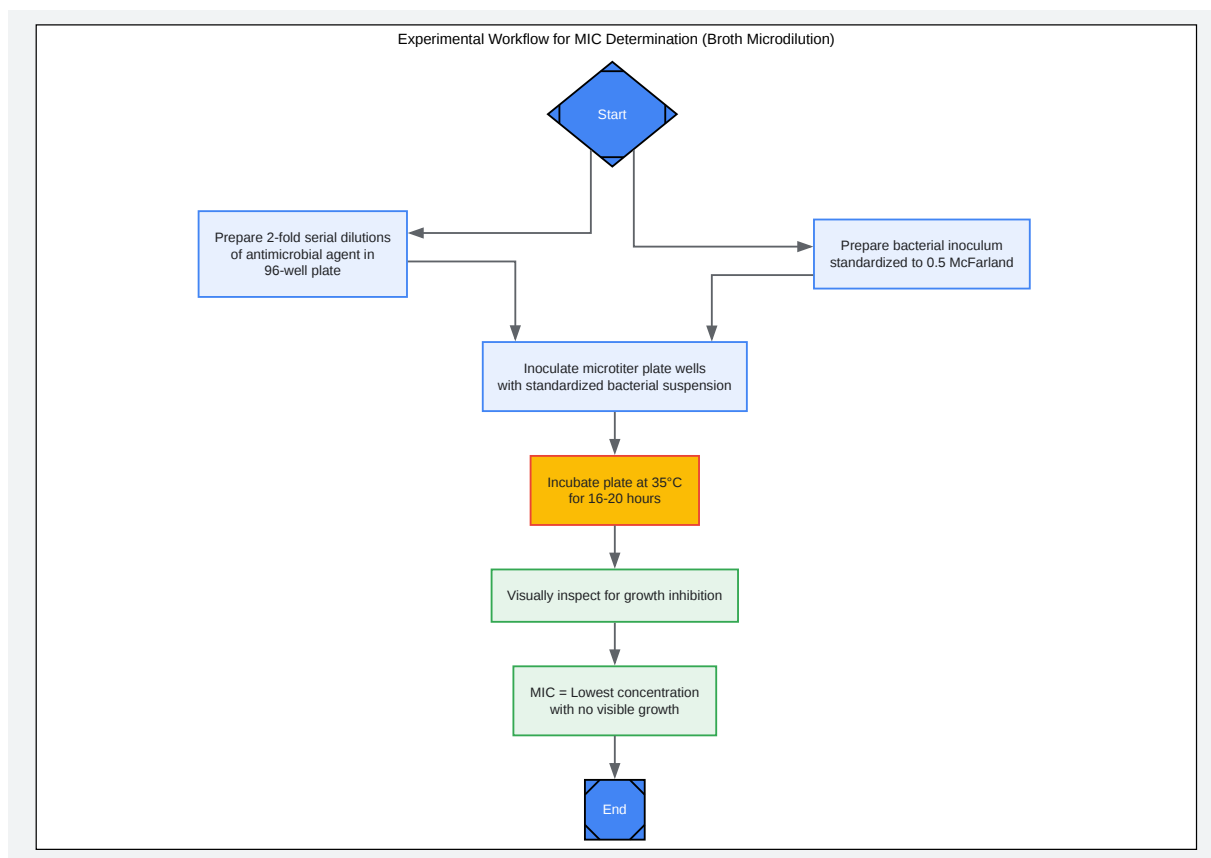 Experimental Workflow for MIC Determination (Broth Microdilution)
Start
Prepare 2-fold serial dilutions
of antimicrobial agent in
96-well plate
Prepare bacterial inoculum
standardized to 0.5 McFarland
Inoculate microtiter plate wells
with standardized bacterial suspension
Incubate plate at 35°C
for 16-20 hours
Visually inspect for growth inhibition
MIC = Lowest concentration
with no visible growth
End